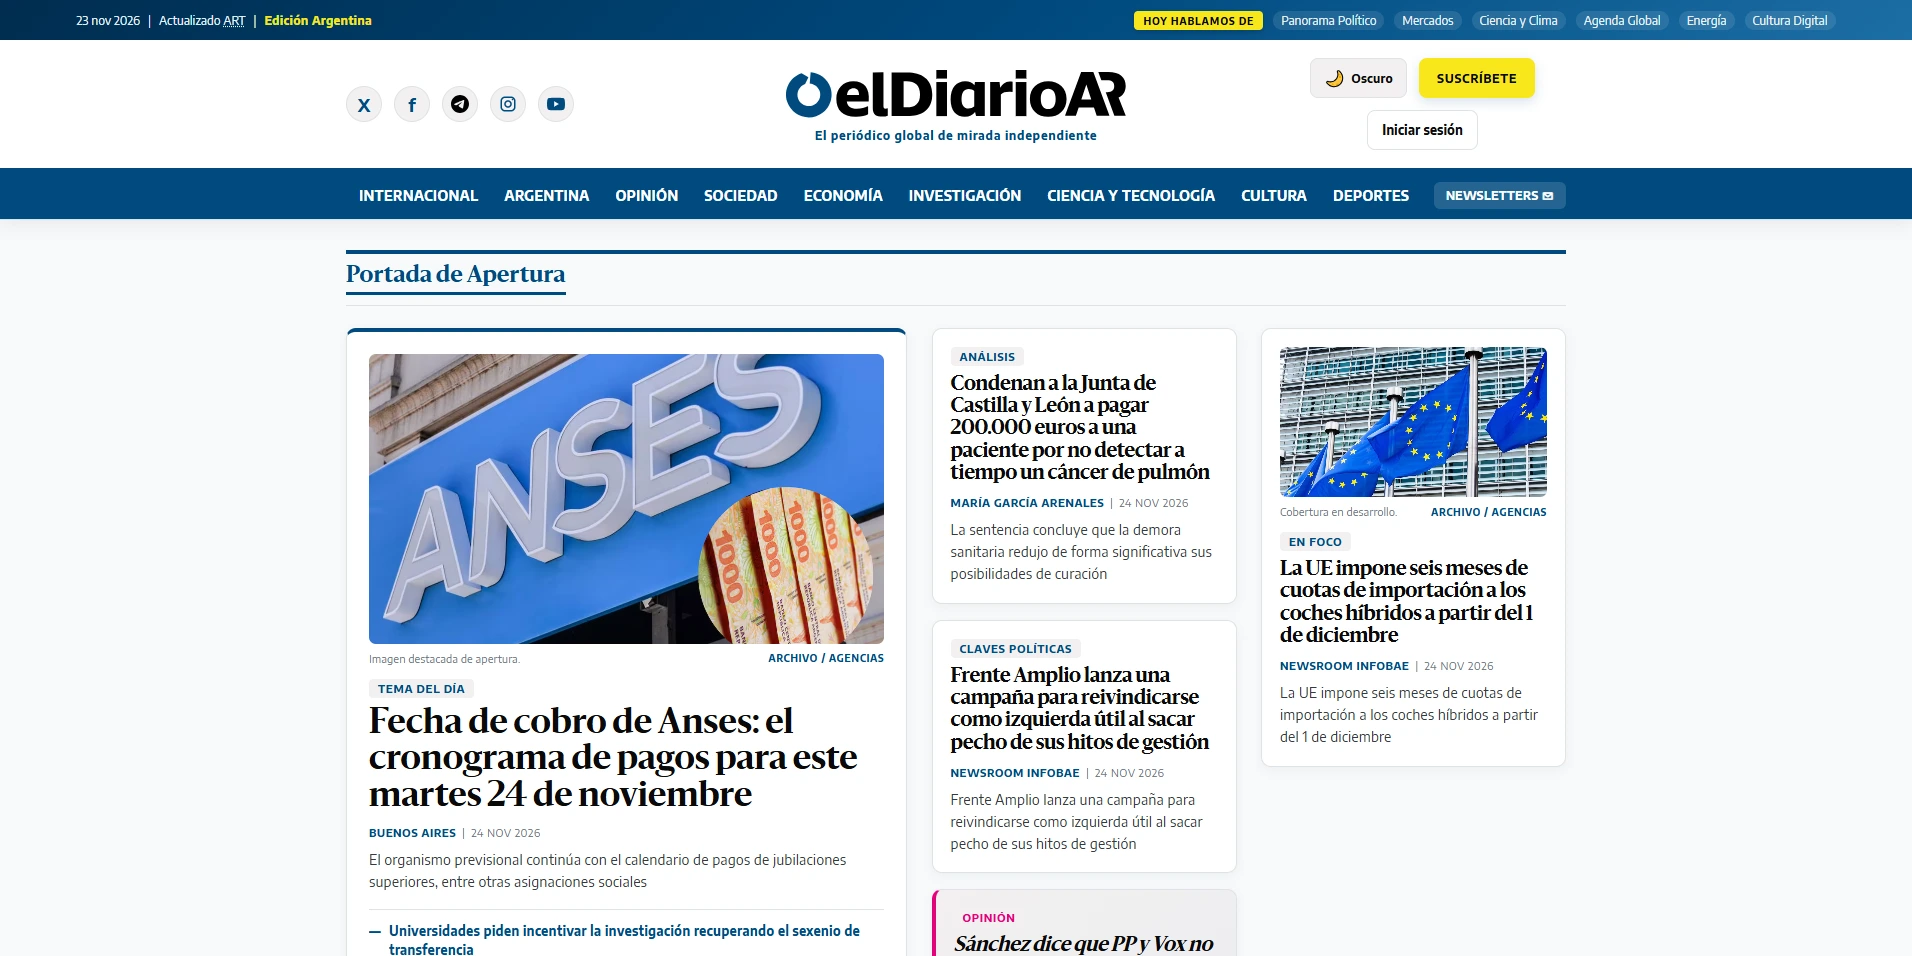 23 nov 2026 | Actualizado ART | Edición Argentina
HOY HABLAMOS DE Panorama Político Mercados Ciencia y Clima Agenda Global Energía Cultura Digital
X f
elDiarioAR
El periódico global de mirada independiente
🌙 Oscuro
SUSCRÍBETE
Iniciar sesión
INTERNACIONAL ARGENTINA OPINIÓN SOCIEDAD ECONOMÍA INVESTIGACIÓN CIENCIA Y TECNOLOGÍA CULTURA DEPORTES NEWSLETTERS ✉
Portada de Apertura
ANSES
1000
1000
1000
1000
Imagen destacada de apertura.
ARCHIVO / AGENCIAS
TEMA DEL DÍA
Fecha de cobro de Anses: el
cronograma de pagos para este
martes 24 de noviembre
BUENOS AIRES | 24 NOV 2026
El organismo previsional continúa con el calendario de pagos de jubilaciones
superiores, entre otras asignaciones sociales
— Universidades piden incentivar la investigación recuperando el sexenio de
transferencia
ANÁLISIS
Condenan a la Junta de
Castilla y León a pagar
200.000 euros a una
paciente por no detectar a
tiempo un cáncer de pulmón
MARÍA GARCÍA ARENALES | 24 NOV 2026
La sentencia concluye que la demora
sanitaria redujo de forma significativa sus
posibilidades de curación
CLAVES POLÍTICAS
Frente Amplio lanza una
campaña para reivindicarse
como izquierda útil al sacar
pecho de sus hitos de gestión
NEWSROOM INFOBAE | 24 NOV 2026
Frente Amplio lanza una campaña para
reivindicarse como izquierda útil al sacar
pecho de sus hitos de gestión
OPINIÓN
Sánchez dice que PP y Vox no
Cobertura en desarrollo.
ARCHIVO / AGENCIAS
EN FOCO
La UE impone seis meses de
cuotas de importación a los
coches híbridos a partir del 1
de diciembre
NEWSROOM INFOBAE | 24 NOV 2026
La UE impone seis meses de cuotas de
importación a los coches híbridos a partir
del 1 de diciembre